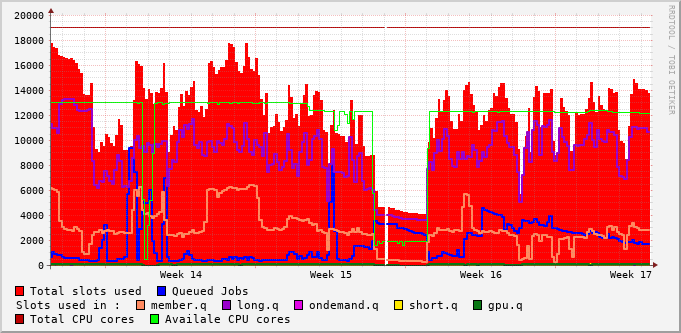 20000
18000
16000
14000
12000
10000
8000
6000
4000
2000
0
Week 14 Week 15 Week 16 Week 17
RRDTOOL / TOBI OETIKER
Total slots used Queued Jobs
Slots used in : member.q long.q ondemand.q short.q gpu.q
Total CPU cores Availale CPU cores